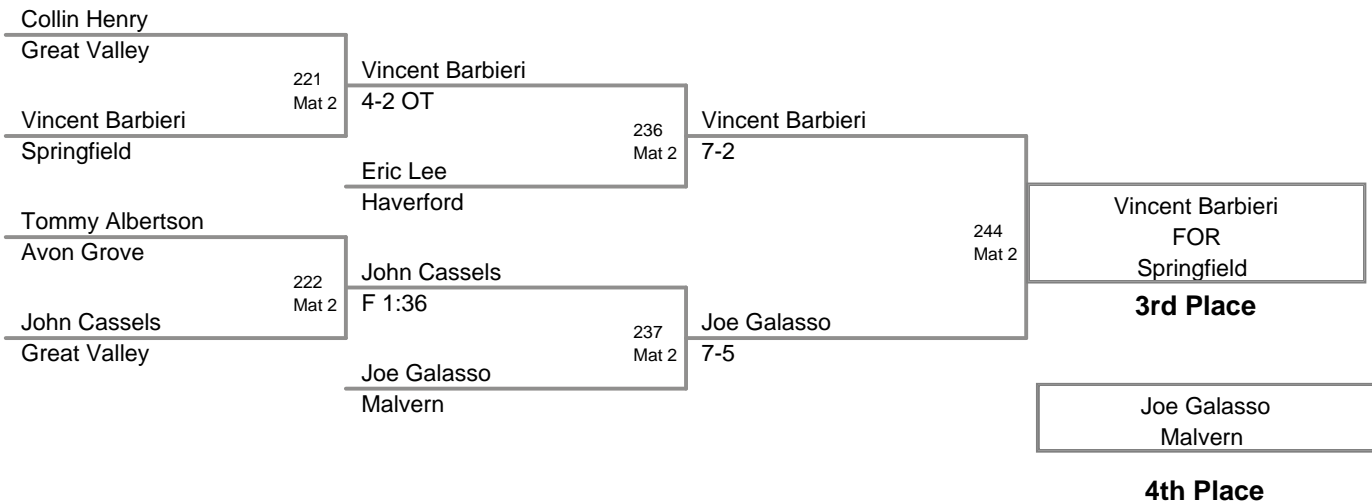 Collin Henry
Great Valley
221
Mat 2
Vincent Barbieri
Springfield
Vincent Barbieri
4-2 OT
236
Mat 2
Eric Lee
Haverford
Vincent Barbieri
7-2
Tommy Albertson
Avon Grove
222
Mat 2
John Cassels
Great Valley
John Cassels
F 1:36
237
Mat 2
Joe Galasso
Malvern
Joe Galasso
7-5
244
Mat 2
Vincent Barbieri
FOR
Springfield
3rd Place
Joe Galasso
Malvern
4th Place